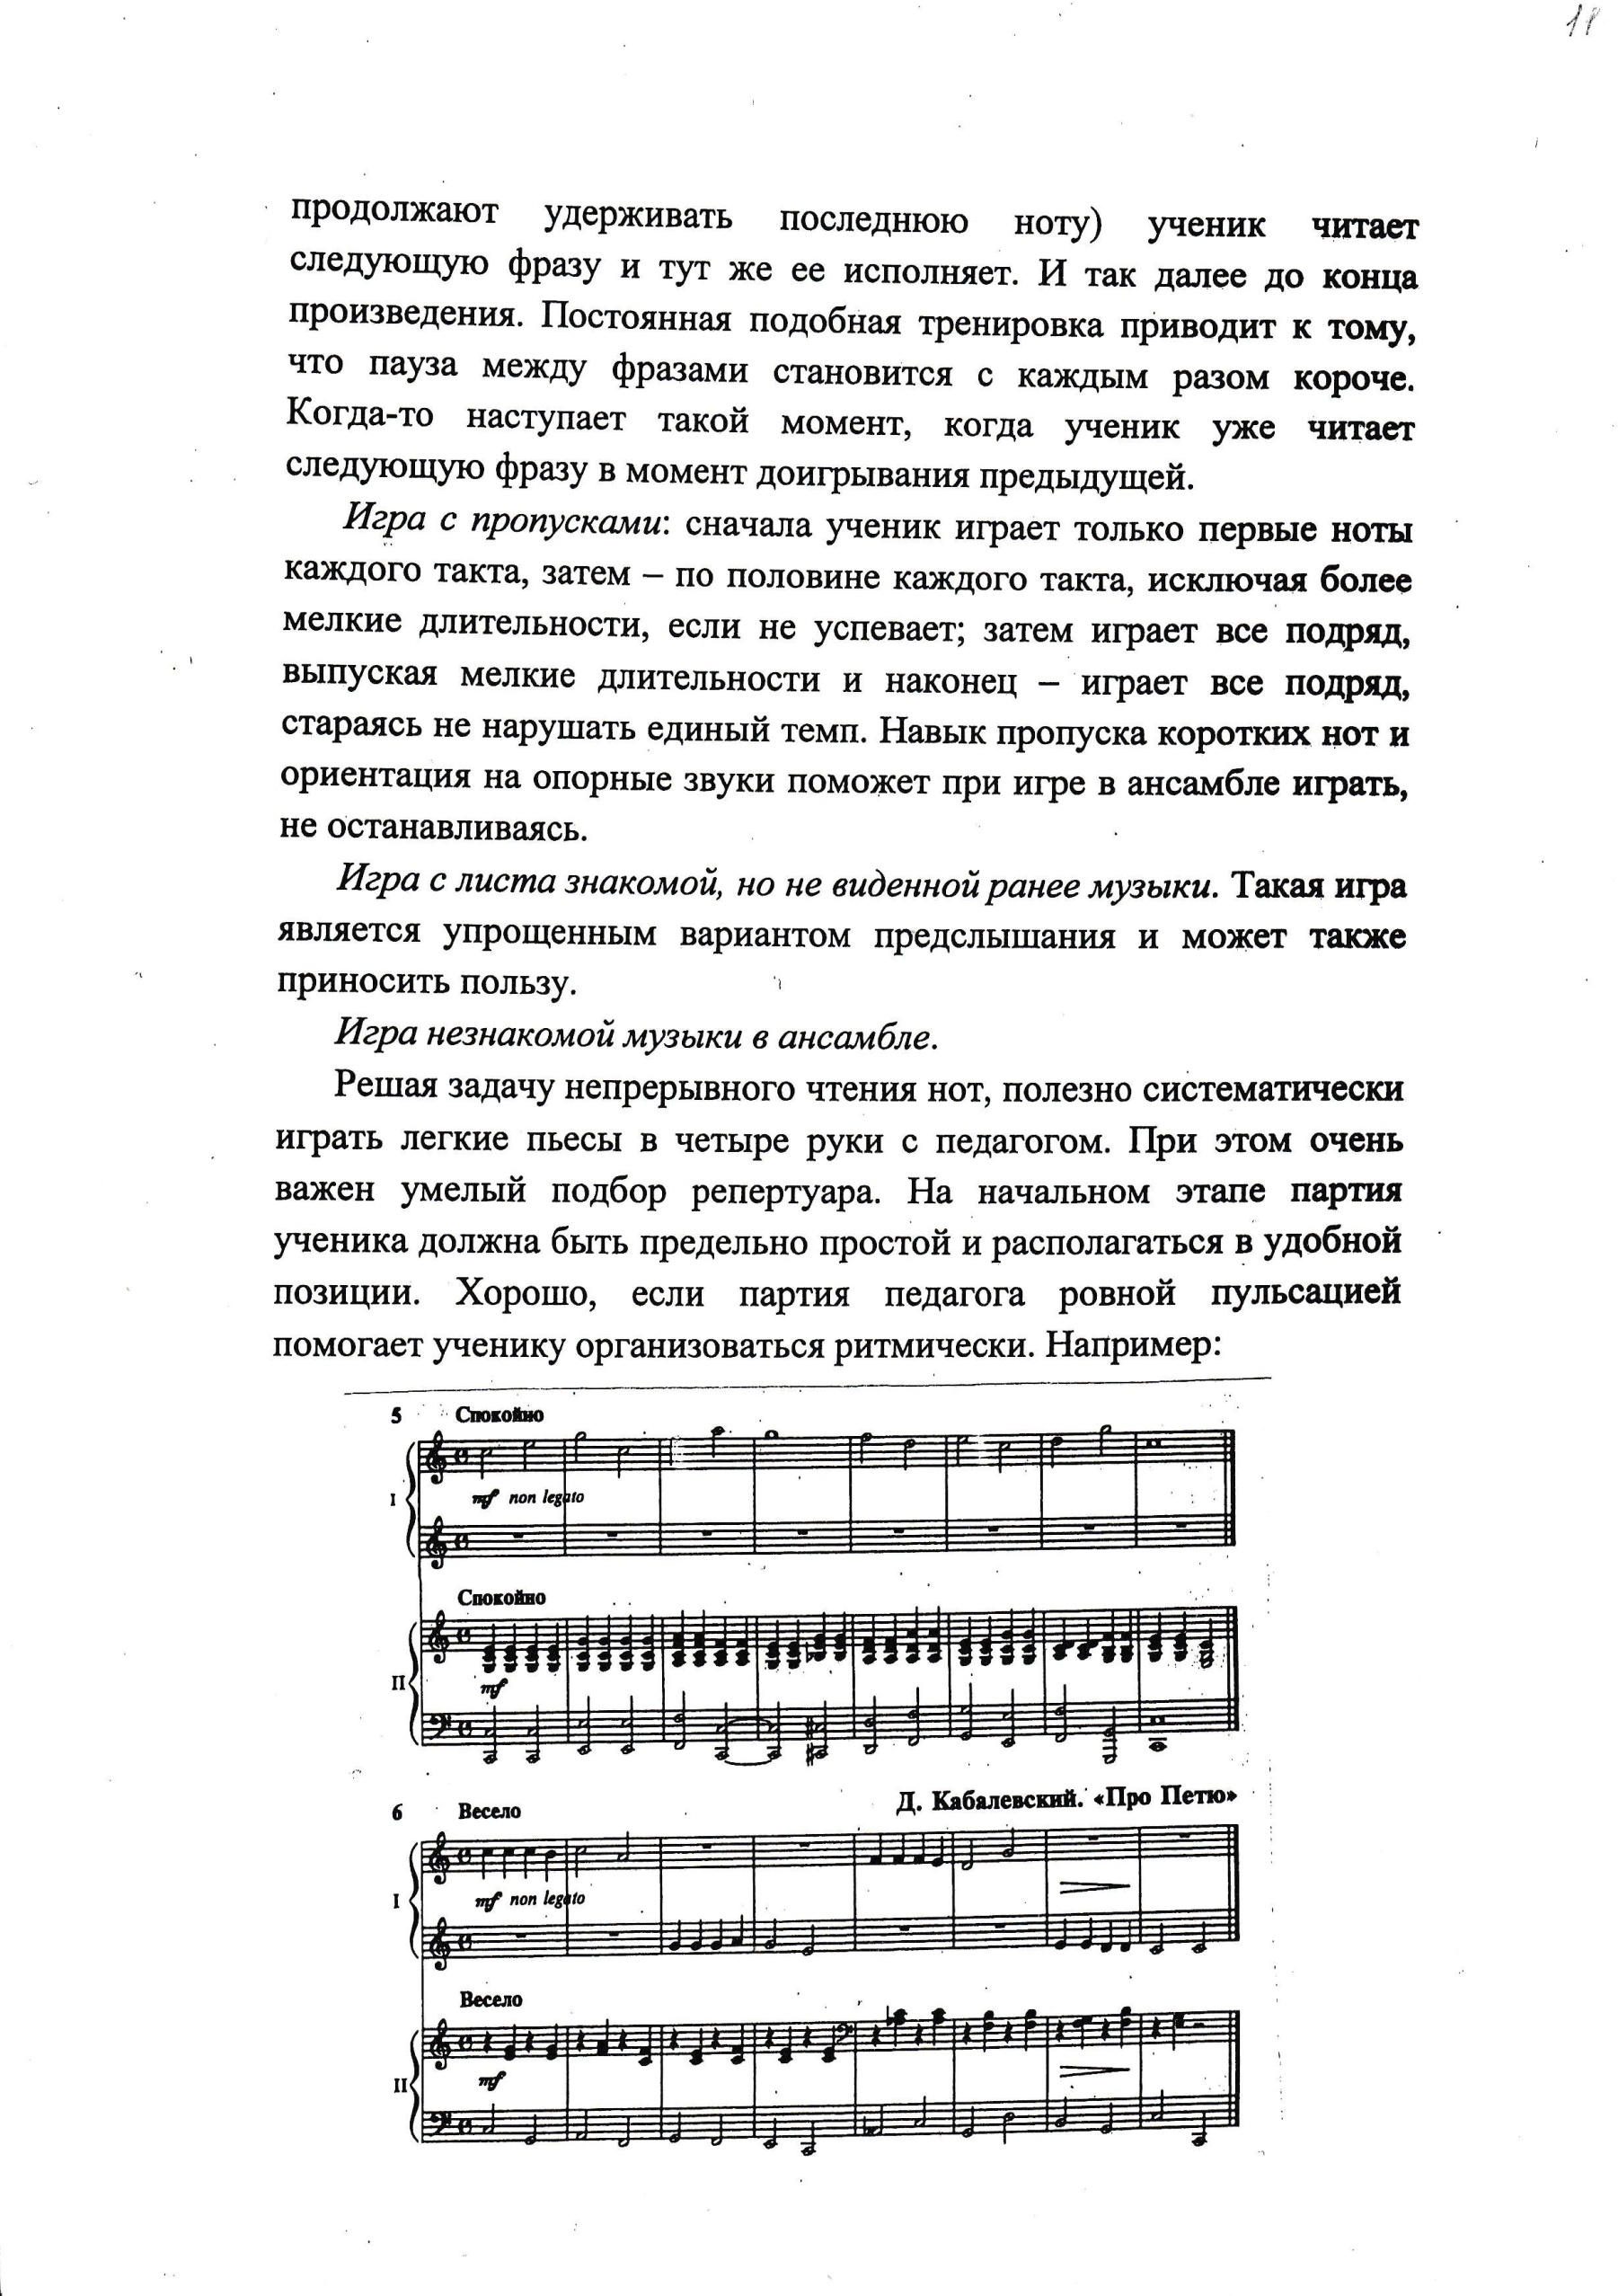 18
продолжают удерживать последнюю ноту) ученик читает
следующую фразу и тут же ее исполняет. И так далее до конца
произведения. Постоянная подобная тренировка приводит к тому,
что пауза между фразами становится с каждым разом короче.
Когда-то наступает такой момент, когда ученик уже читает
следующую фразу в момент доигрывания предыдущей.
Игра с пропусками: сначала ученик играет только первые ноты
каждого такта, затем – по половине каждого такта, исключая более
мелкие длительности, если не успевает; затем играет все подряд,
выпуская мелкие длительности и наконец – играет все подряд,
стараясь не нарушать единый темп. Навык пропуска коротких нот и
ориентация на опорные звуки поможет при игре в ансамбле играть,
не останавливаясь.
Игра с листа знакомой, но не виденной ранее музыки. Такая игра
является упрощенным вариантом предслышания и может также
приносить пользу.
Игра незнакомой музыки в ансамбле.
Решая задачу непрерывного чтения нот, полезно систематически
играть легкие пьесы в четыре руки с педагогом. При этом очень
важен умелый подбор репертуара. На начальном этапе партия
ученика должна быть предельно простой и располагаться в удобной
позиции. Хорошо, если партия педагога ровной пульсацией
помогает ученику организоваться ритмически. Например:
5 Спокойно
I
mf non legato
Спокойно
II
mf
6 Весело Д. Кабалевский. «Про Петю»
I
mf non legato
Весело
II
mf